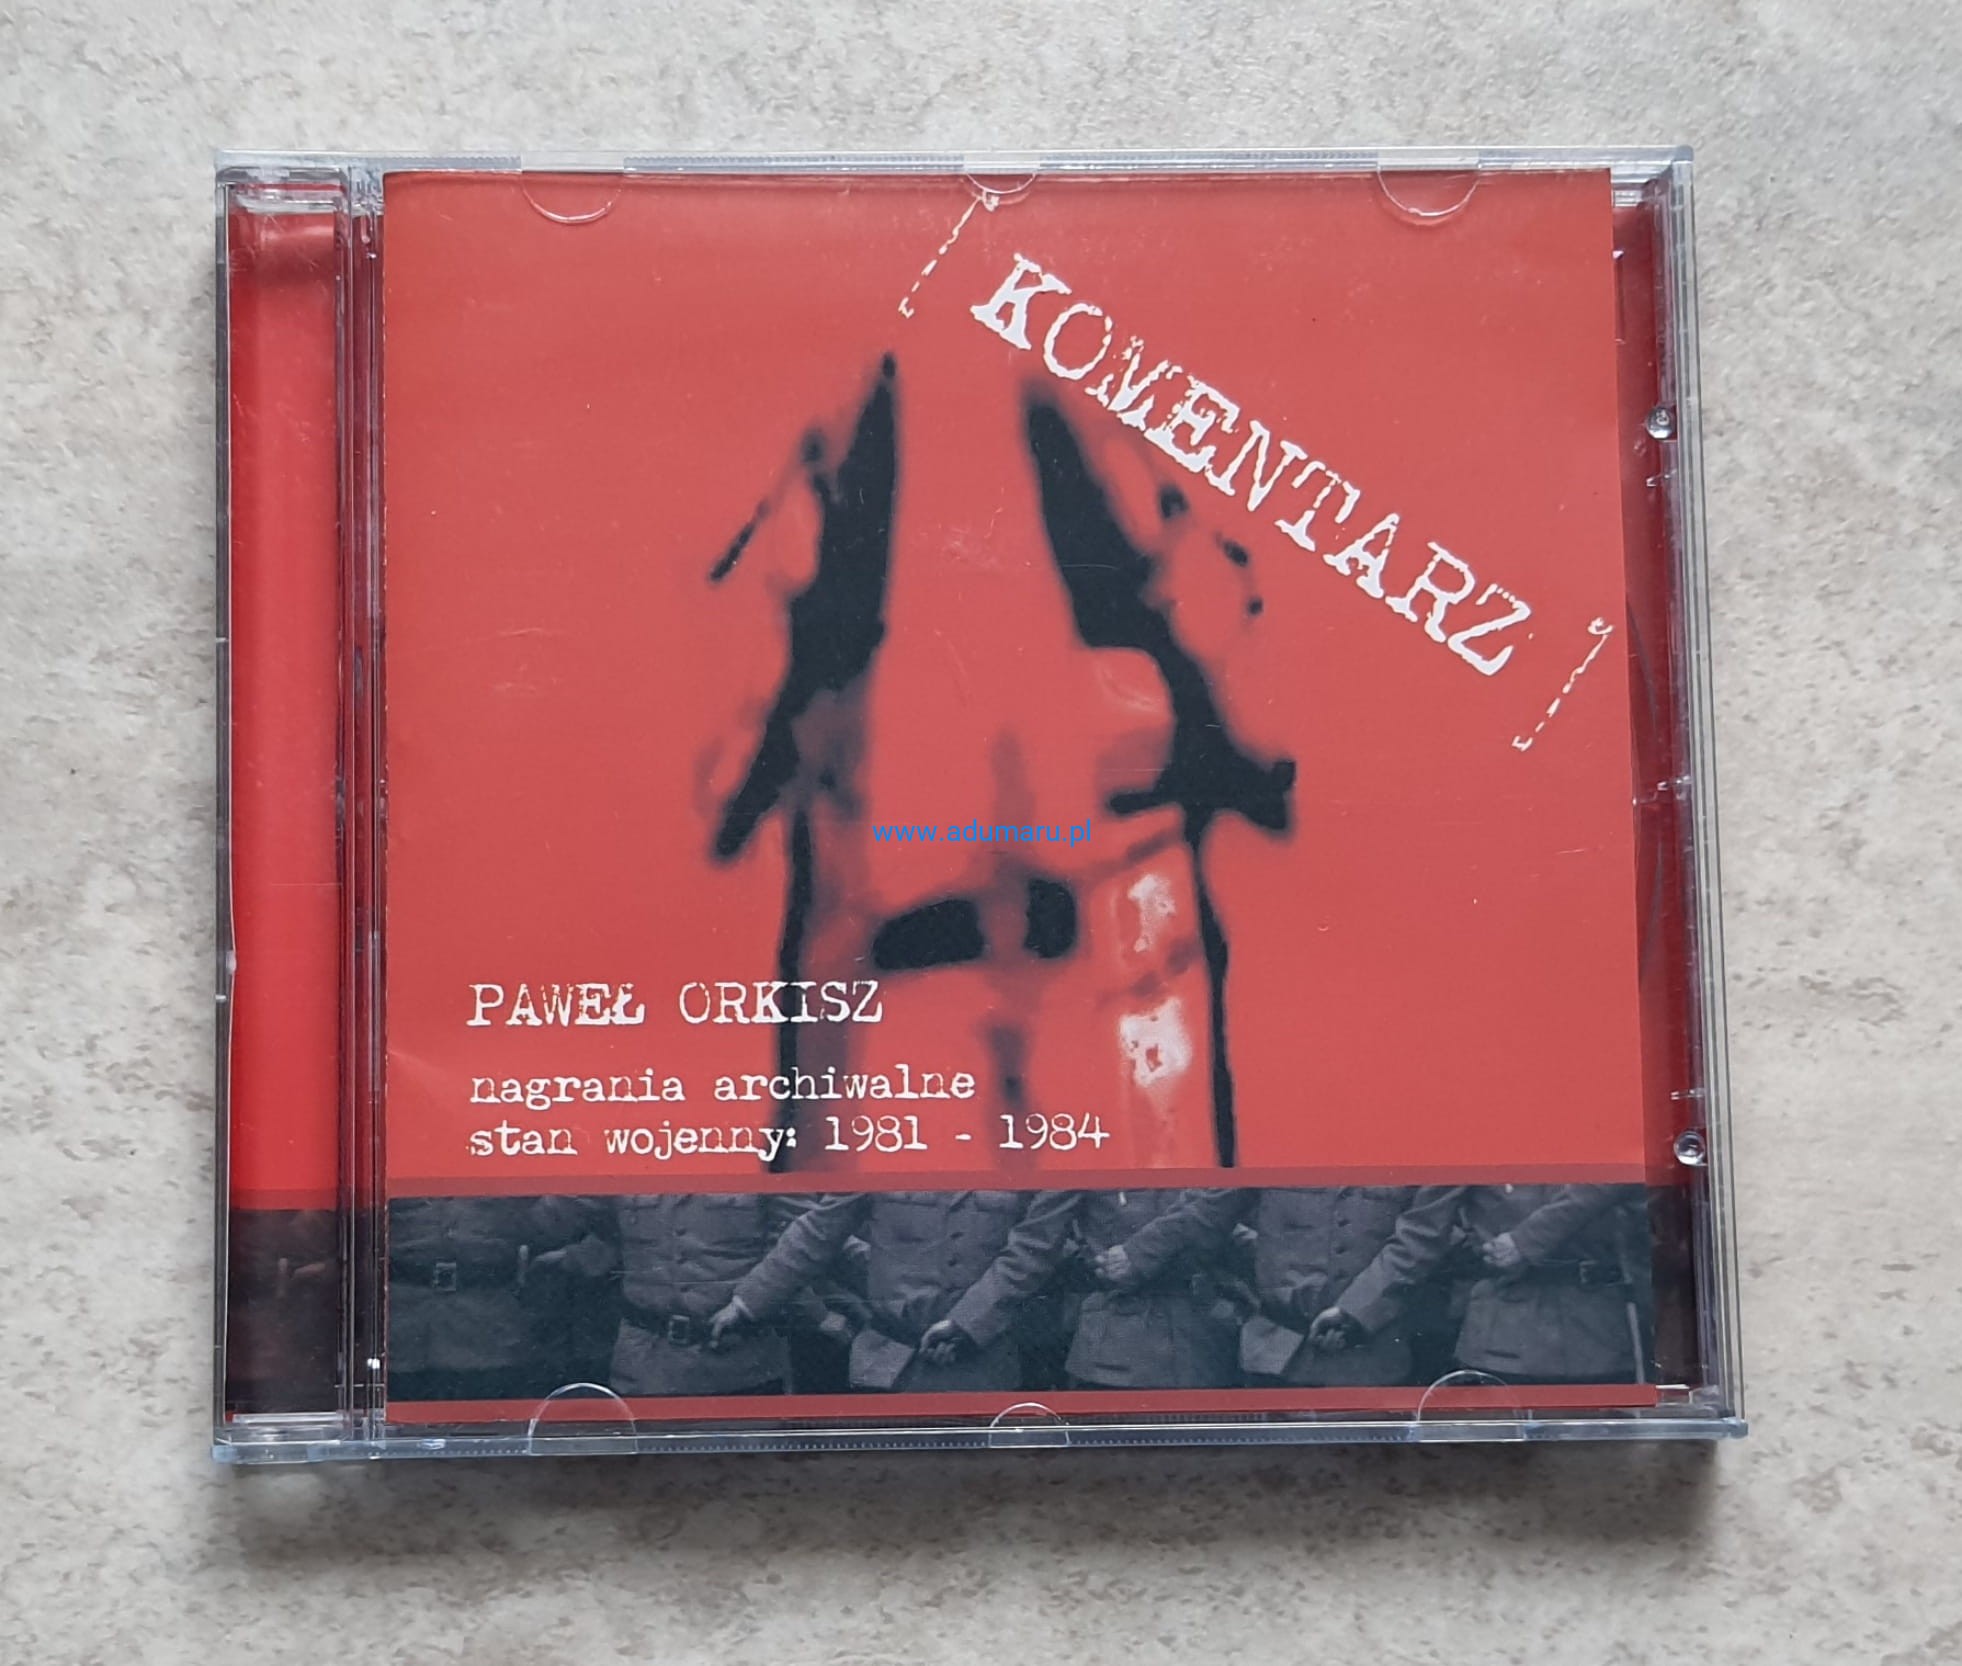 [KOMENTARZ]
www.adumaru.pl
PAWEŁ ORKISZ
nagrania archiwalne
stan wojenny: 1981 - 1984